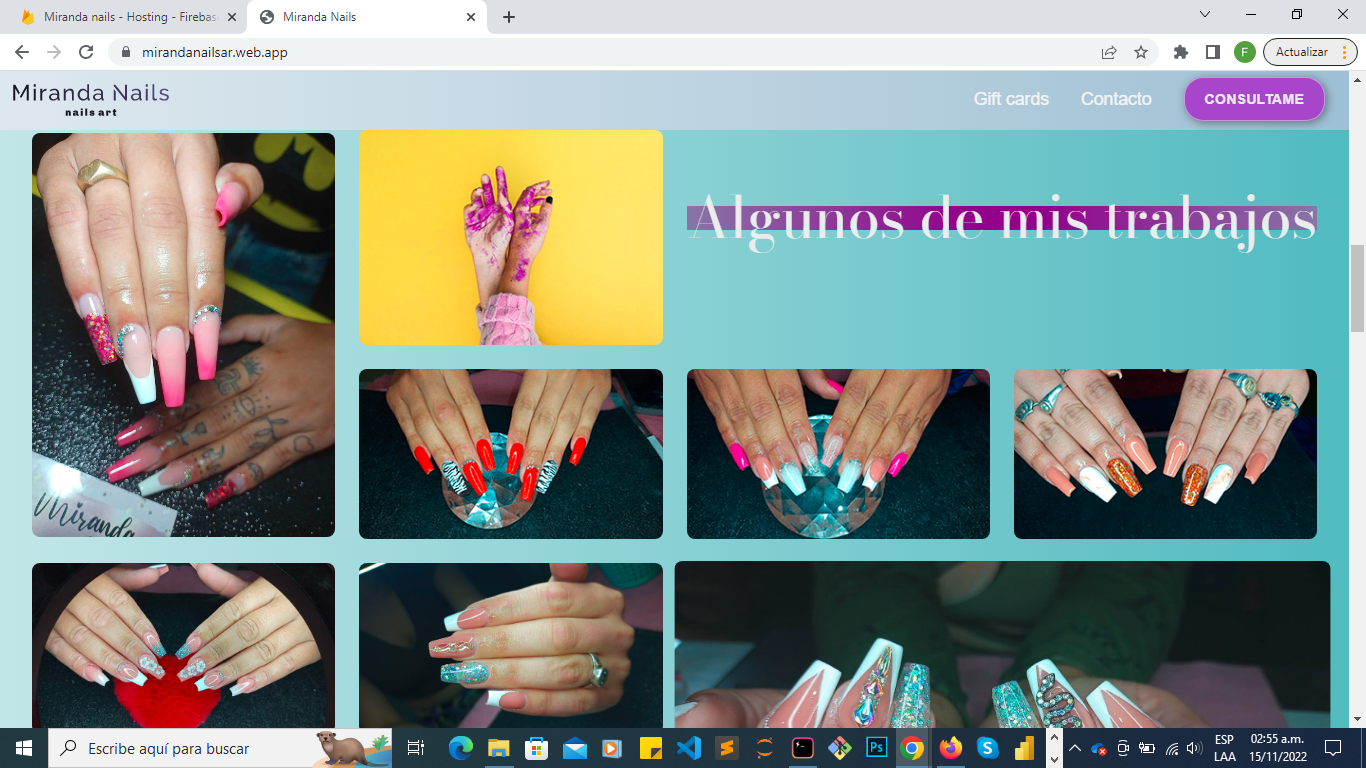 Miranda nails - Hosting - Firebas
Miranda Nails
mirandanailsar.web.app
F
Actualizar
Miranda Nails
nails art
Gift cards
Contacto
CONSULTAME
Algunos de mis trabajos
Miranda
Escribe aquí para buscar
Ps
ESP
LAA
02:55 a.m.
15/11/2022